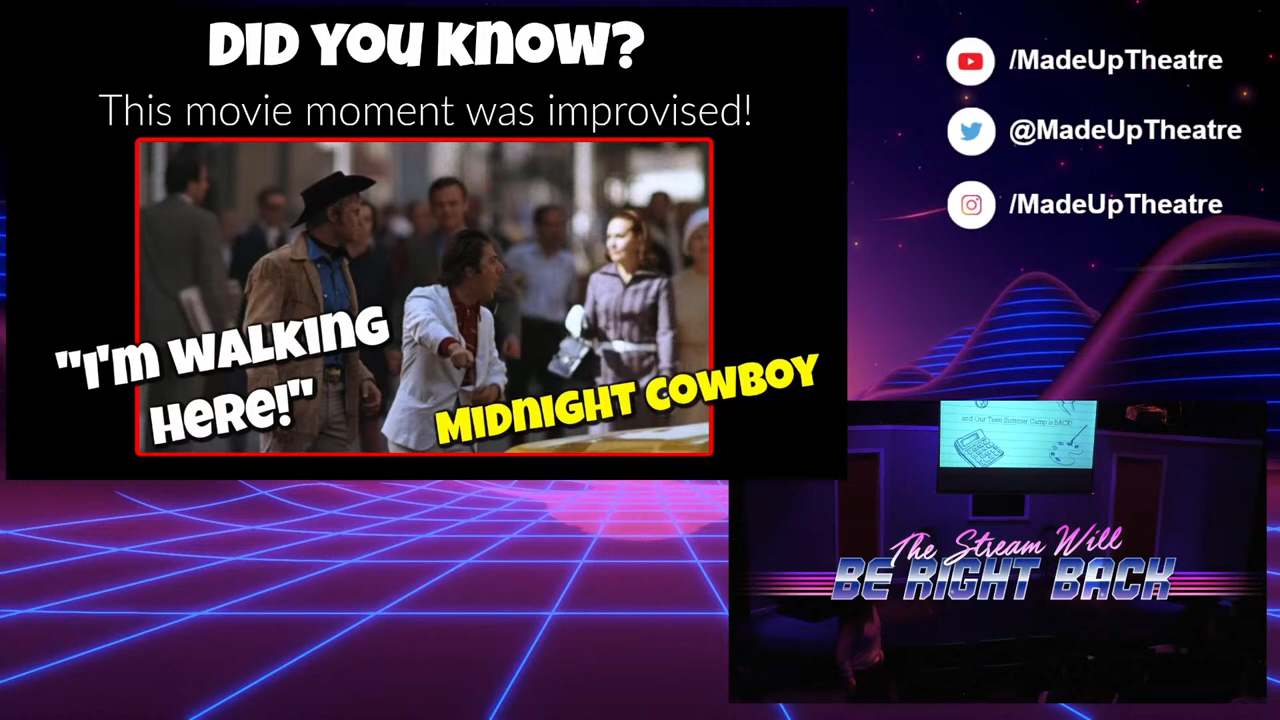 DID YOU KNOW?
This movie moment was improvised!
"I'M WALKING
HERE!"
MIDNIGHT COWBOY
/MadeUpTheatre
@MadeUpTheatre
/MadeUpTheatre
and Our Teen Summer Camp is BACK!
The Stream Will
BE RIGHT BACK